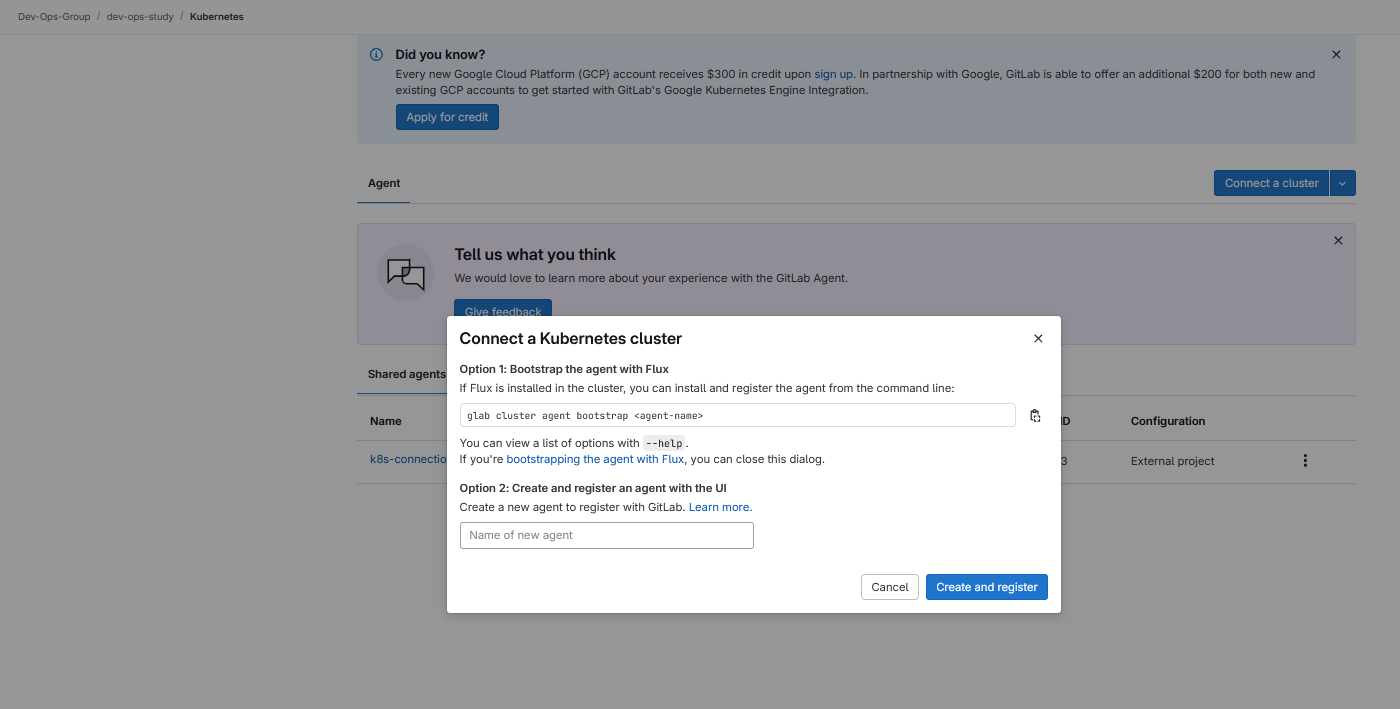 Dev-Ops-Group / dev-ops-study / Kubernetes
Did you know?
Every new Google Cloud Platform (GCP) account receives $300 in credit upon sign up. In partnership with Google, GitLab is able to offer an additional $200 for both new and
existing GCP accounts to get started with GitLab's Google Kubernetes Engine Integration.
Apply for credit
Agent
Connect a cluster
Tell us what you think
We would love to learn more about your experience with the GitLab Agent.
Give feedback
Connect a Kubernetes cluster
Option 1: Bootstrap the agent with Flux
If Flux is installed in the cluster, you can install and register the agent from the command line:
glab cluster agent bootstrap <agent-name>
You can view a list of options with --help.
If you're bootstrapping the agent with Flux, you can close this dialog.
Option 2: Create and register an agent with the UI
Create a new agent to register with GitLab. Learn more.
Name of new agent
Cancel
Create and register
Shared agents
Name
ID
Configuration
k8s-connectio
3
External project